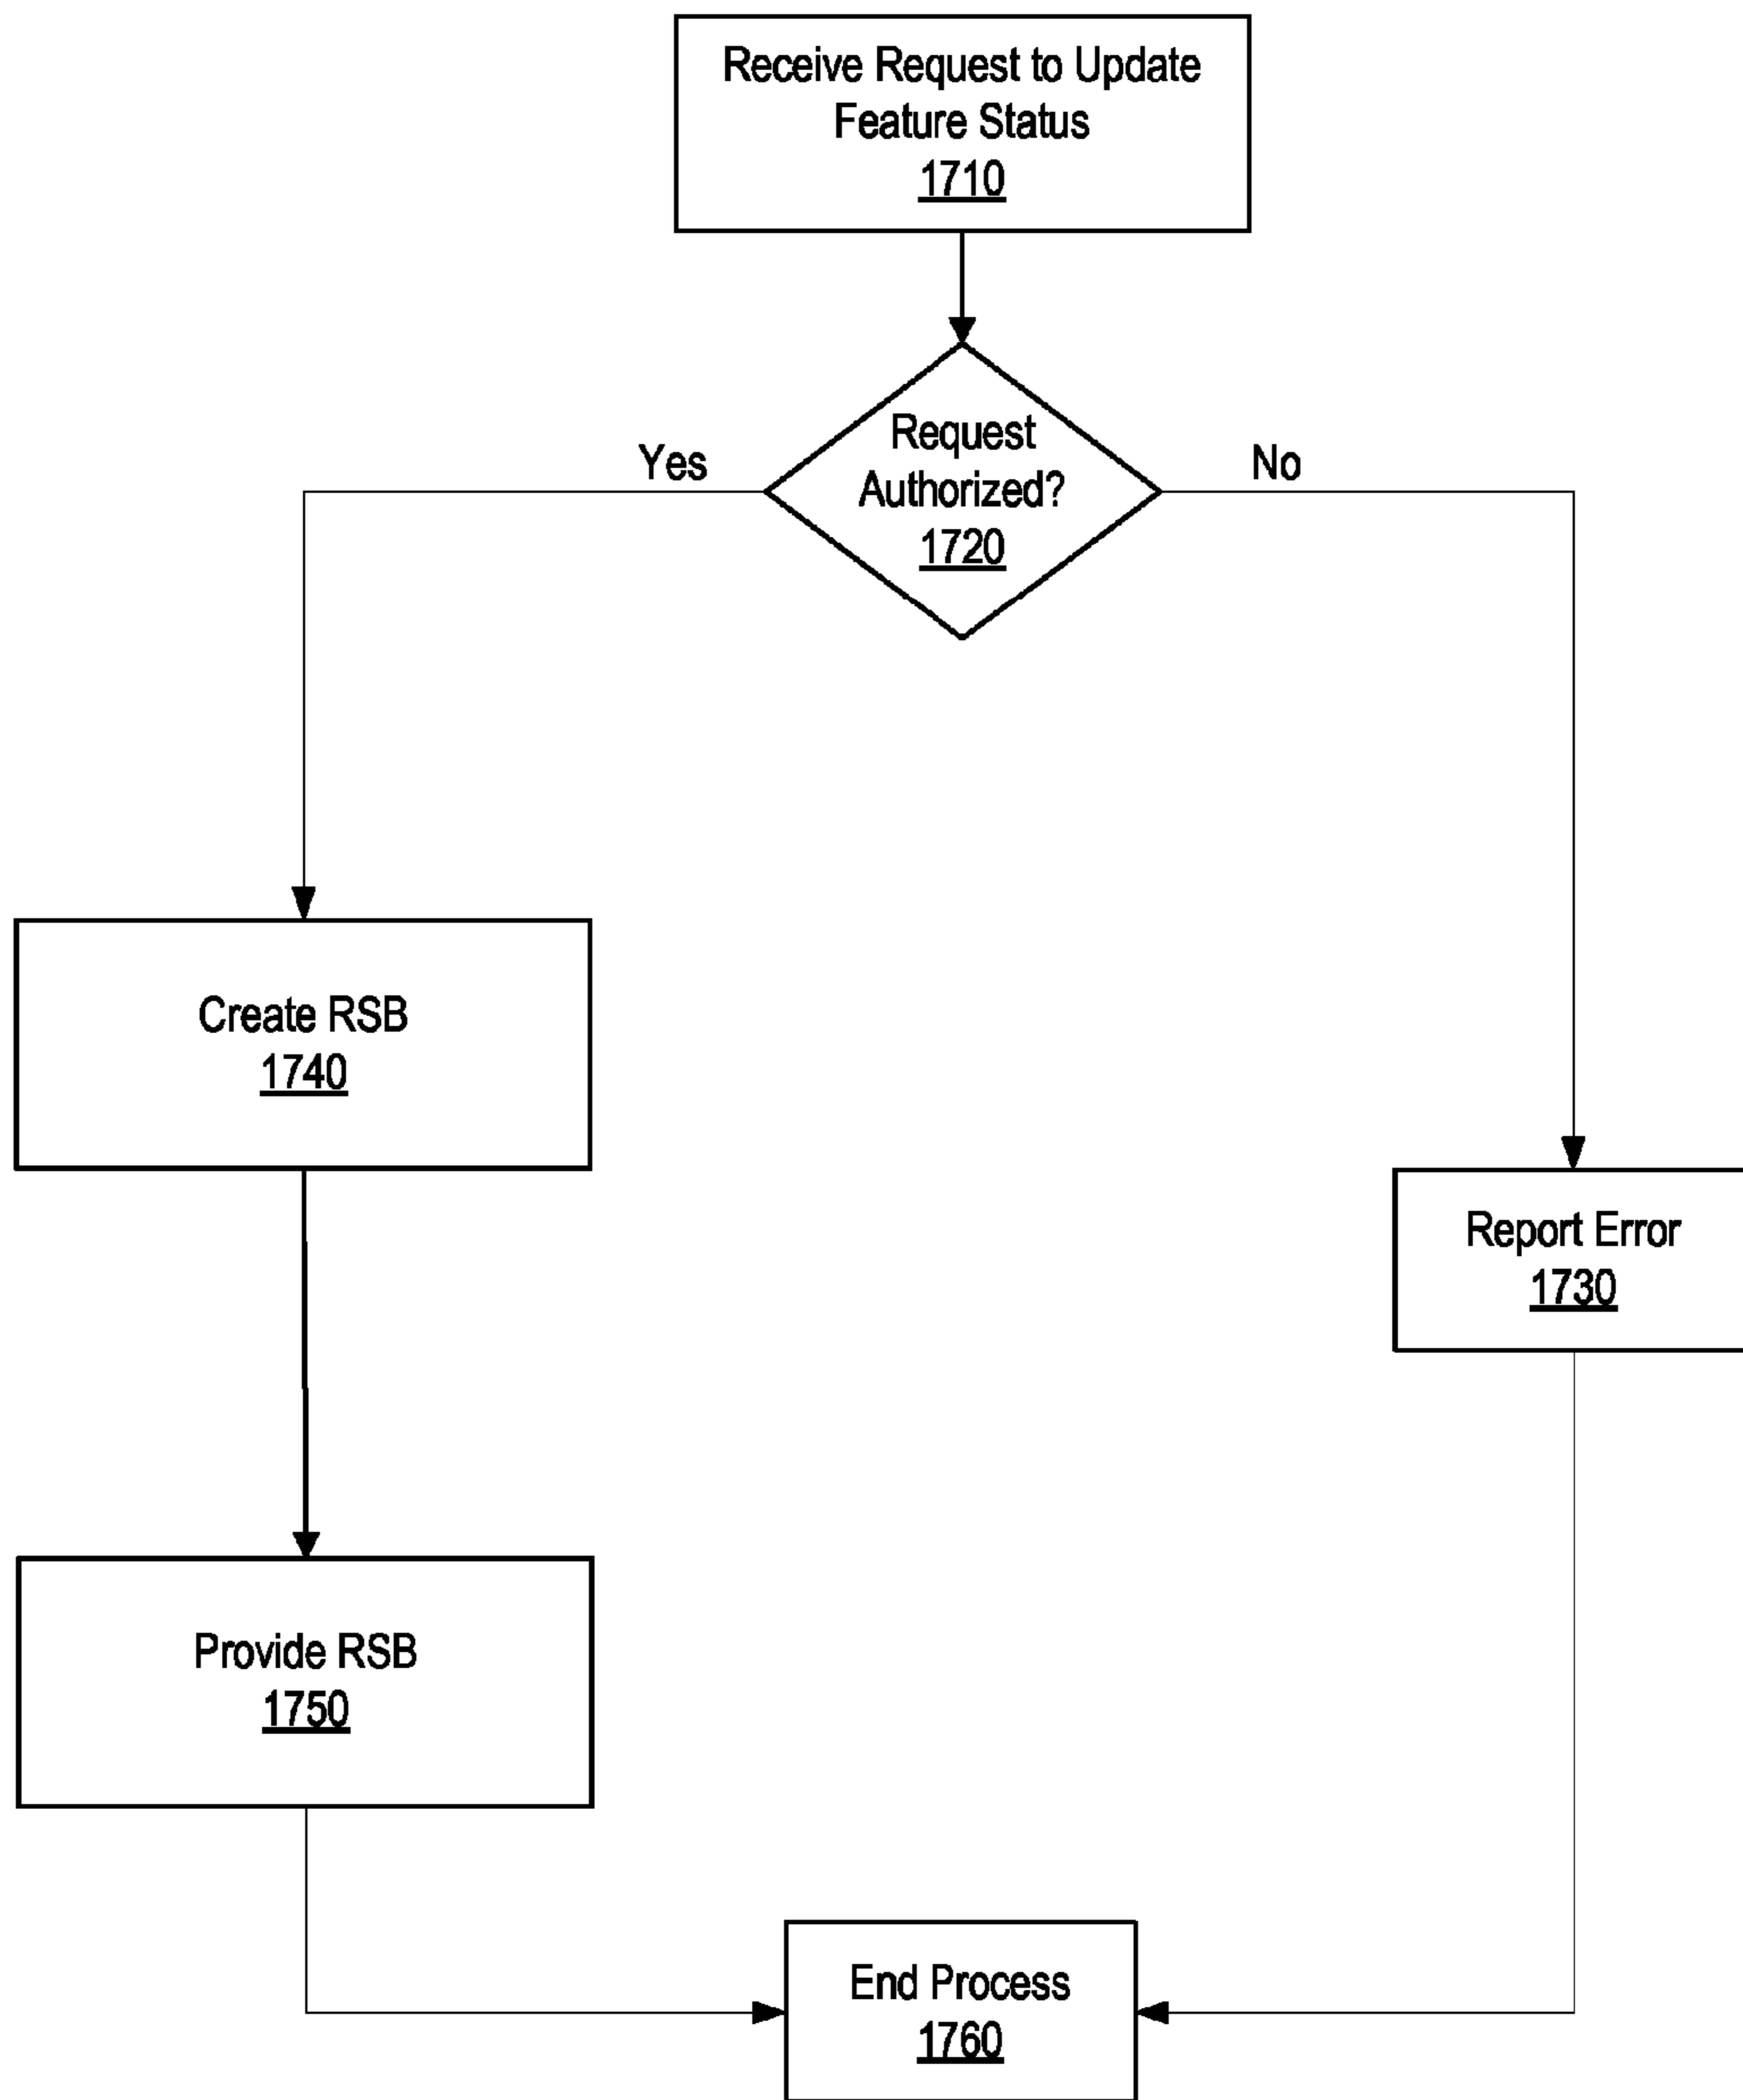 Receive Request to Update
Feature Status
1710
Request
Authorized?
1720
Yes
No
Create RSB
1740
Report Error
1730
Provide RSB
1750
End Process
1760